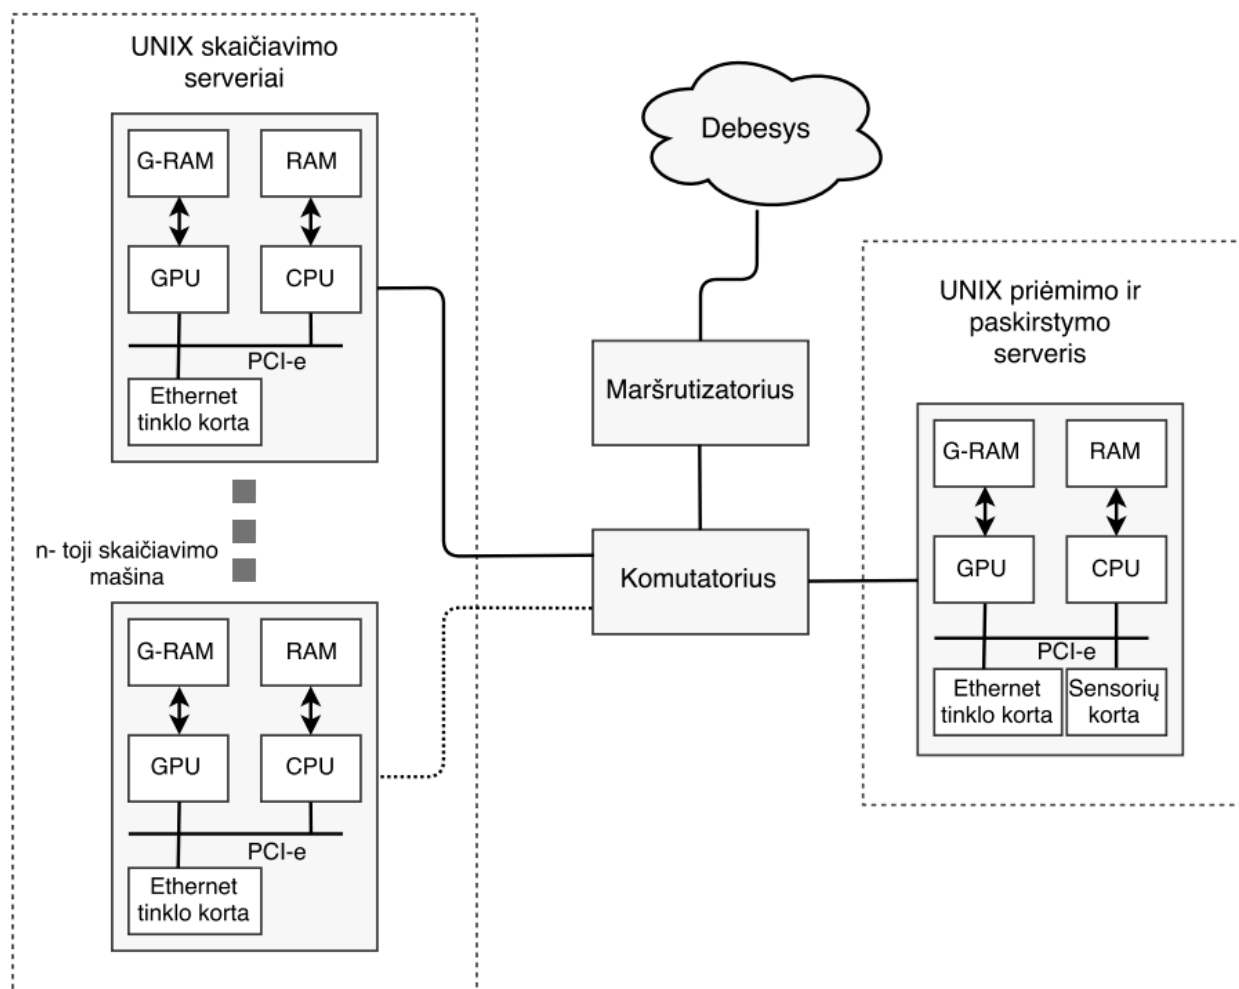 UNIX skaičiavimo
serveriai
G-RAM
RAM
GPU
CPU
PCI-e
Ethernet
tinklo korta
n- toji skaičiavimo
mašina
G-RAM
RAM
GPU
CPU
PCI-e
Ethernet
tinklo korta
Debesys
Maršrutizatorius
Komutatorius
UNIX priėmimo ir
paskirstymo
serveris
G-RAM
RAM
GPU
CPU
PCI-e
Ethernet
tinklo korta
Sensorių
korta